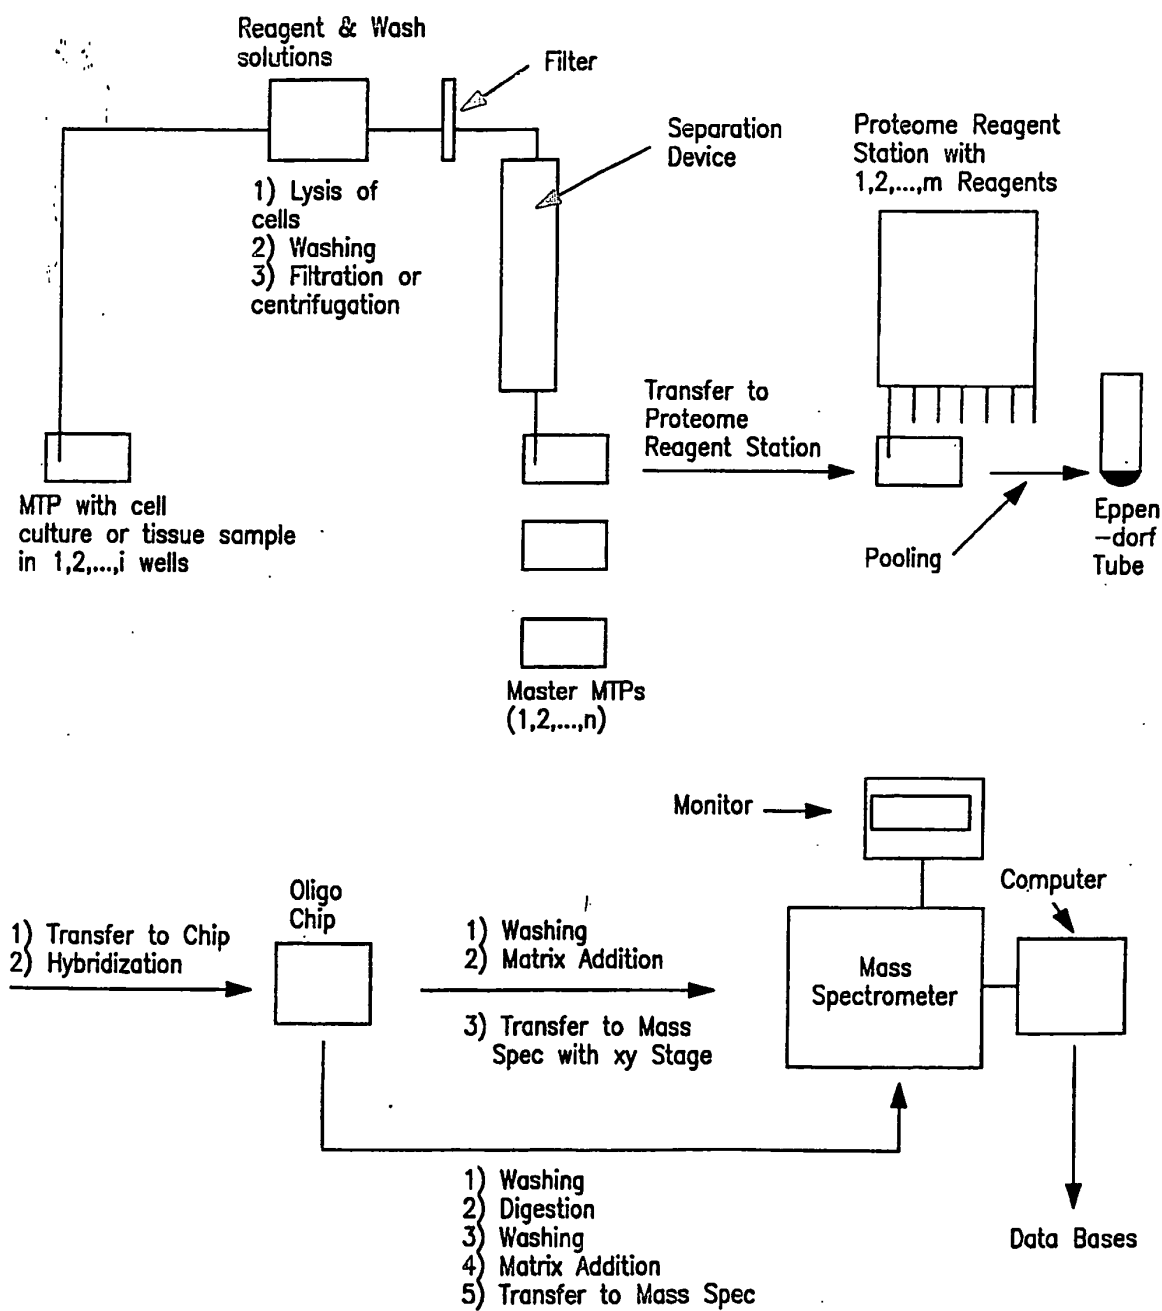 Reagent & Wash
solutions
Filter
Separation
Device
Proteome Reagent
Station with
1,2,...,m Reagents
1) Lysis of
cells
2) Washing
3) Filtration or
centrifugation
Transfer to
Proteome
Reagent Station
MTP with cell
culture or tissue sample
in 1,2,...,i wells
Pooling
Eppen
-dorf
Tube
Master MTPs
(1,2,...,n)
Monitor
Computer
Oligo
Chip
1) Transfer to Chip
2) Hybridization
1) Washing
2) Matrix Addition
3) Transfer to Mass
Spec with xy Stage
Mass
Spectrometer
1) Washing
2) Digestion
3) Washing
4) Matrix Addition
5) Transfer to Mass Spec
Data Bases